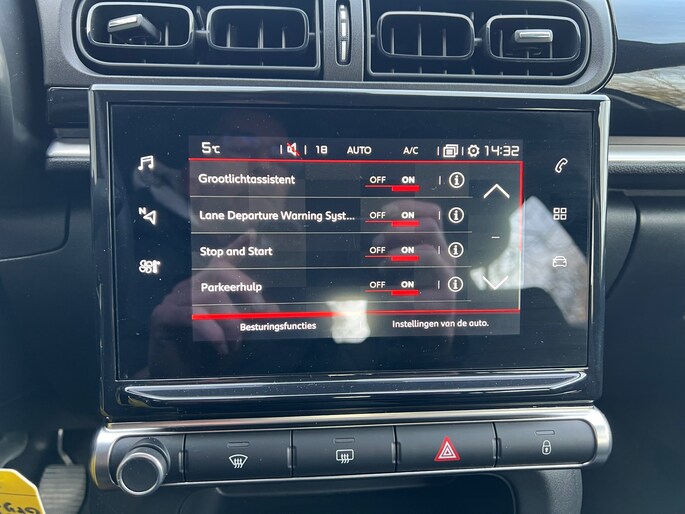 5°C 18 AUTO A/C 14:32
Grootlichtassistent OFF ON
N
Lane Departure Warning Syst... OFF ON
Stop and Start OFF ON
Parkeerhulp OFF ON
Besturingsfuncties Instellingen van de auto.